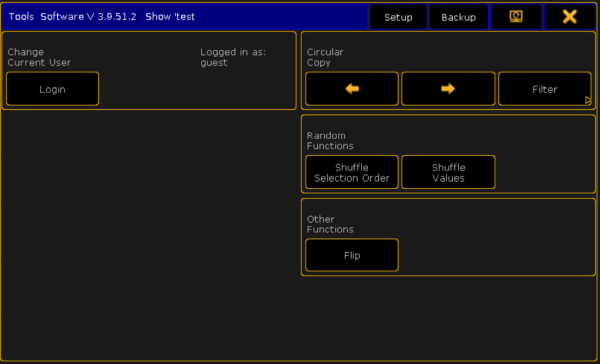 Tools Software V 3.9.51.2 Show 'test
Setup
Backup
Change
Current User
Logged in as:
guest
Login
Circular
Copy
Filter
Random
Functions
Shuffle
Selection Order
Shuffle
Values
Other
Functions
Flip